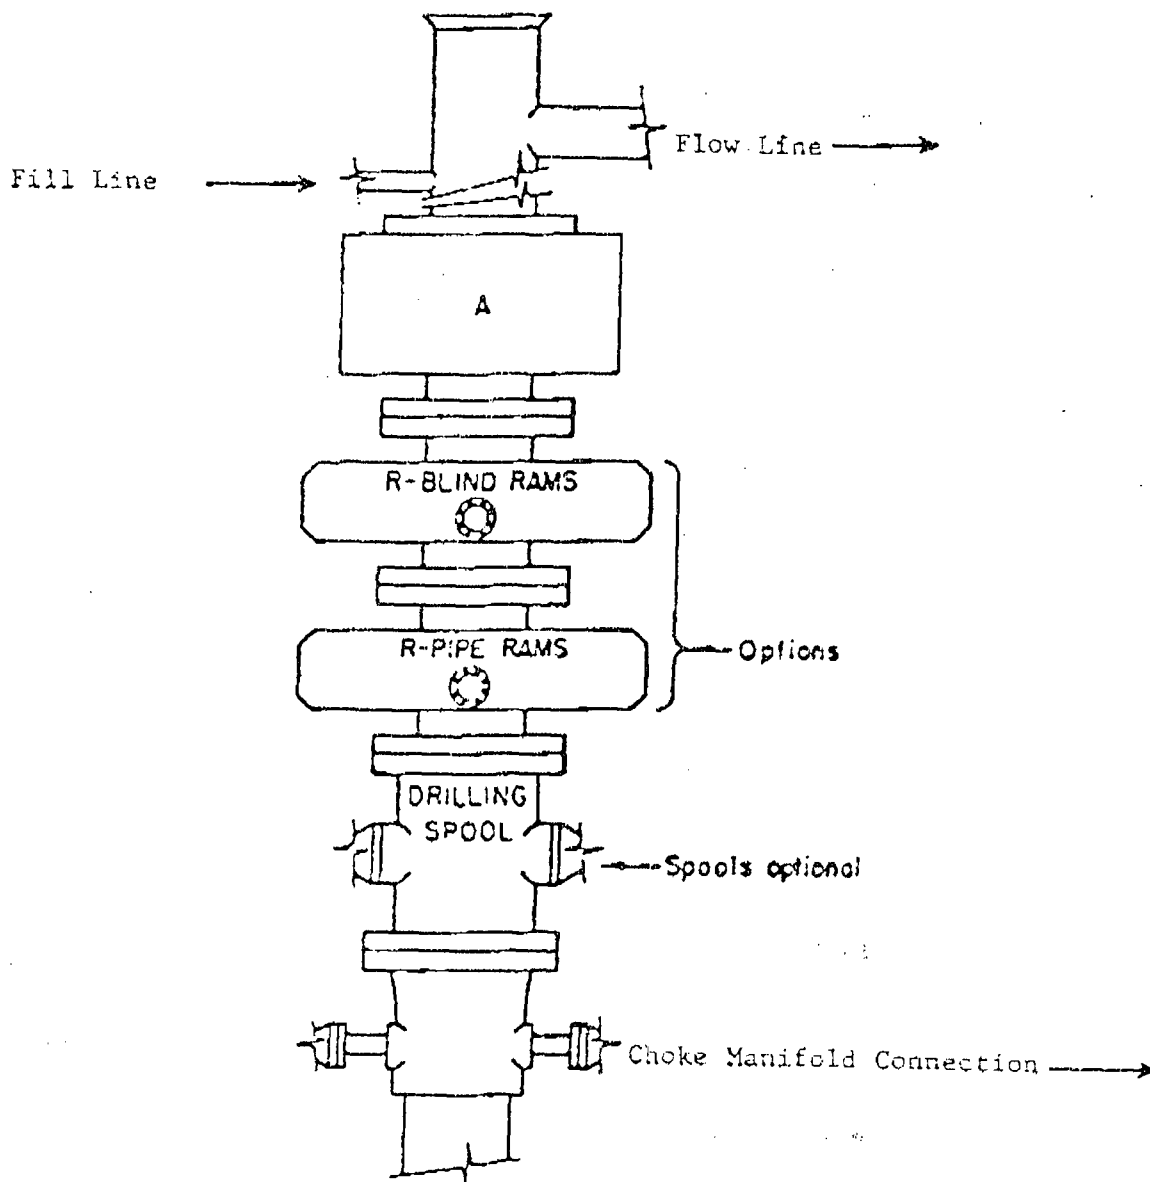 Flow Line
Fill Line
A
R-BLIND RAMS
R-PIPE RAMS
Options
DRILLING
SPOOL
Spools optional
Choke Manifold Connection